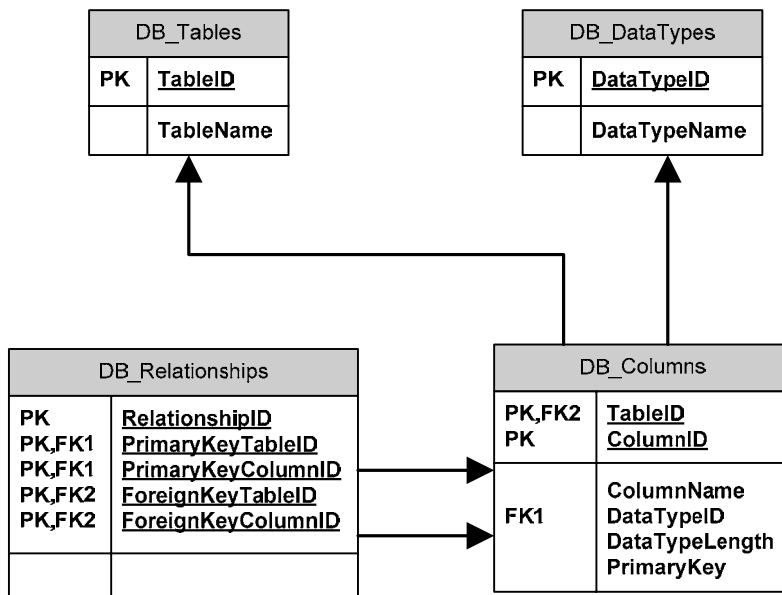 DB_Tables
PK TableID
TableName
DB_DataTypes
PK DataTypeID
DataTypeName
DB_Relationships
PK RelationshipID
PK,FK1 PrimaryKeyTableID
PK,FK1 PrimaryKeyColumnID
PK,FK2 ForeignKeyTableID
PK,FK2 ForeignKeyColumnID
DB_Columns
PK,FK2 TableID
PK ColumnID
ColumnName
FK1 DataTypeID
DataTypeLength
PrimaryKey